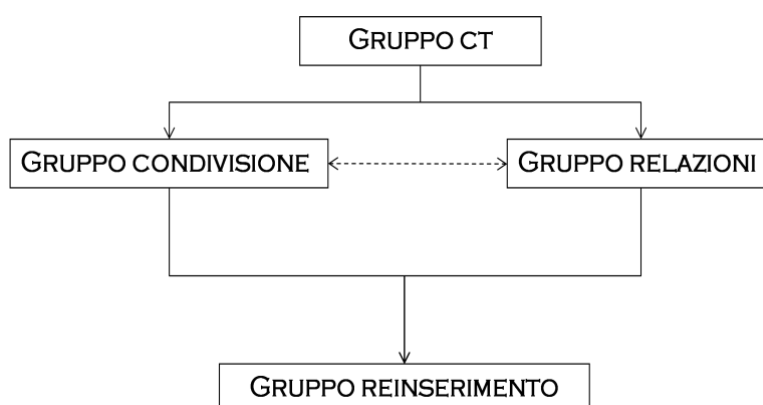 GRUPPO CT
GRUPPO CONDIVISIONE
GRUPPO RELAZIONI
GRUPPO REINSERIMENTO